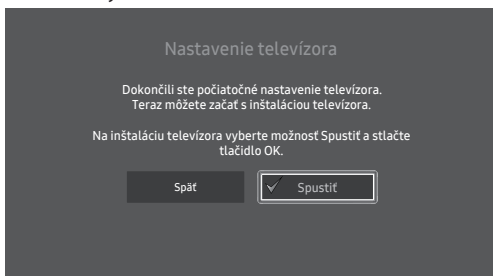 Nastavenie televízora
Dokončili ste počiatočné nastavenie televízora.
Teraz môžete začať s inštaláciou televízora.
Na inštaláciu televízora vyberte možnosť Spustiť a stlačte
tlačidlo OK.
Späť
Spustiť